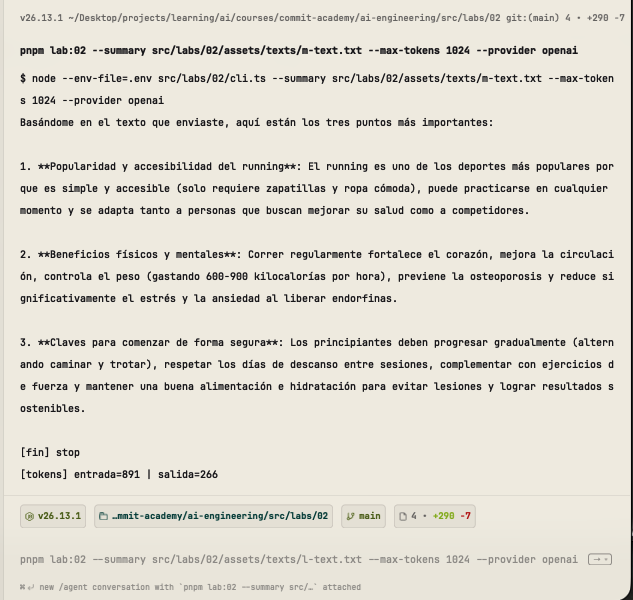 v26.13.1 ~/Desktop/projects/learning/ai/courses/commit-academy/ai-engineering/src/labs/02 git:(main) 4 • +290 -7
pnpm lab:02 --summary src/labs/02/assets/texts/m-text.txt --max-tokens 1024 --provider openai
$ node --env-file=.env src/labs/02/cli.ts --summary src/labs/02/assets/texts/m-text.txt --max-token
s 1024 --provider openai
Basándome en el texto que enviaste, aquí están los tres puntos más importantes:
1. **Popularidad y accesibilidad del running**: El running es uno de los deportes más populares por
que es simple y accesible (solo requiere zapatillas y ropa cómoda), puede practicarse en cualquier
momento y se adapta tanto a personas que buscan mejorar su salud como a competidores.
2. **Beneficios físicos y mentales**: Correr regularmente fortalece el corazón, mejora la circulaci
ón, controla el peso (gastando 600-900 kilocalorías por hora), previene la osteoporosis y reduce si
gnificativamente el estrés y la ansiedad al liberar endorfinas.
3. **Claves para comenzar de forma segura**: Los principiantes deben progresar gradualmente (altern
ando caminar y trotar), respetar los días de descanso entre sesiones, complementar con ejercicios d
e fuerza y mantener una buena alimentación e hidratación para evitar lesiones y lograr resultados s
ostenibles.
[fin] stop
[tokens] entrada=891 | salida=266
v26.13.1 …mmit-academy/ai-engineering/src/labs/02 main 4 • +290 -7
pnpm lab:02 --summary src/labs/02/assets/texts/l-text.txt --max-tokens 1024 --provider openai
⌘⏎ new /agent conversation with `pnpm lab:02 --summary src/…` attached